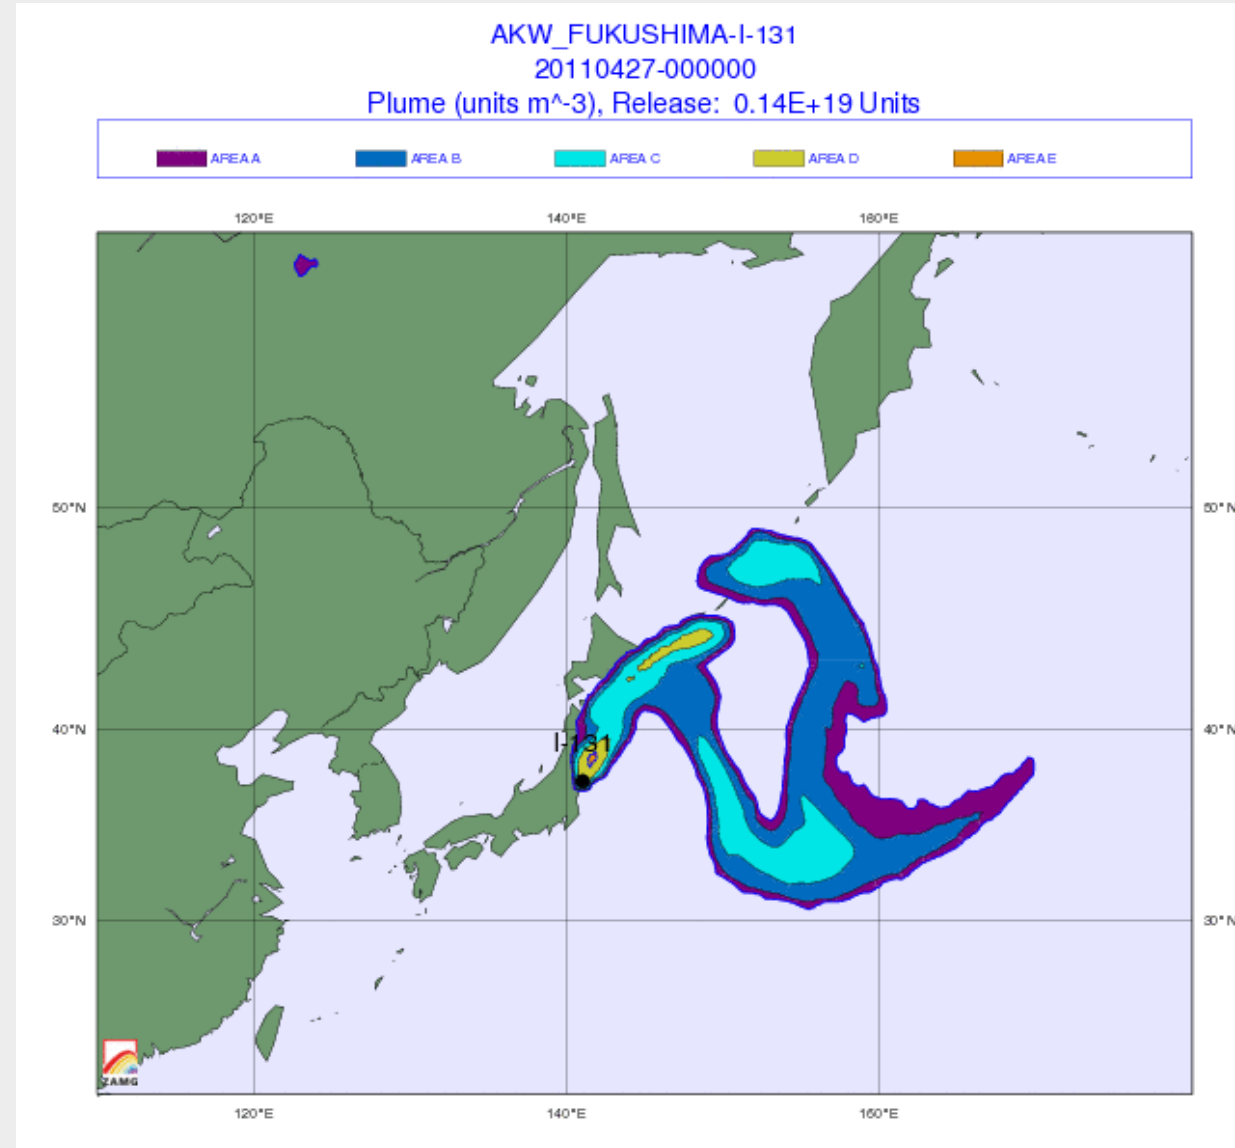 AKW_FUKUSHIMA-I-131
20110427-000000
Plume (units m^-3), Release: 0.14E+19 Units
AREA A AREA B AREA C AREA D AREA E
120°E 140°E 160°E
50°N 50°N
40°N 40°N
I-131
30°N 30°N
ZAMG
120°E 140°E 160°E